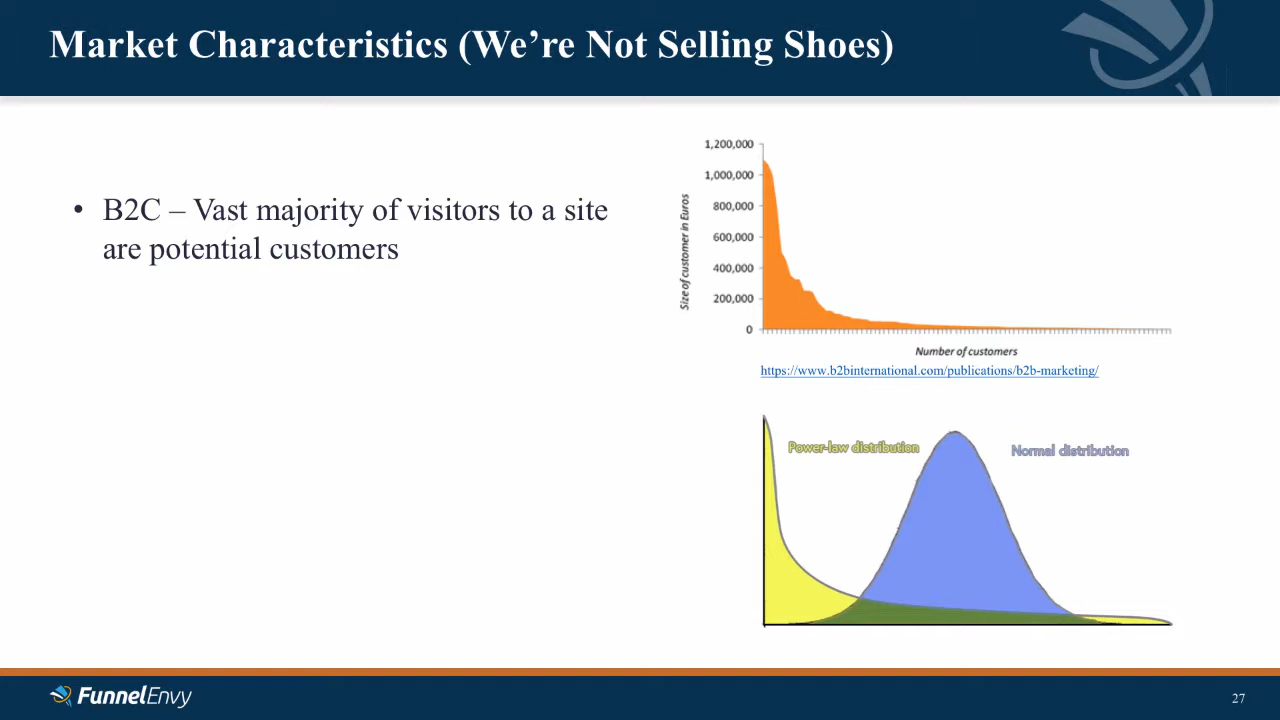 Market Characteristics (We’re Not Selling Shoes)
• B2C – Vast majority of visitors to a site
are potential customers
1,200,000
1,000,000
800,000
600,000
400,000
200,000
0
Size of customer in Euros
Number of customers
https://www.b2binternational.com/publications/b2b-marketing/
Power-law distribution
Normal distribution
FunnelEnvy
27